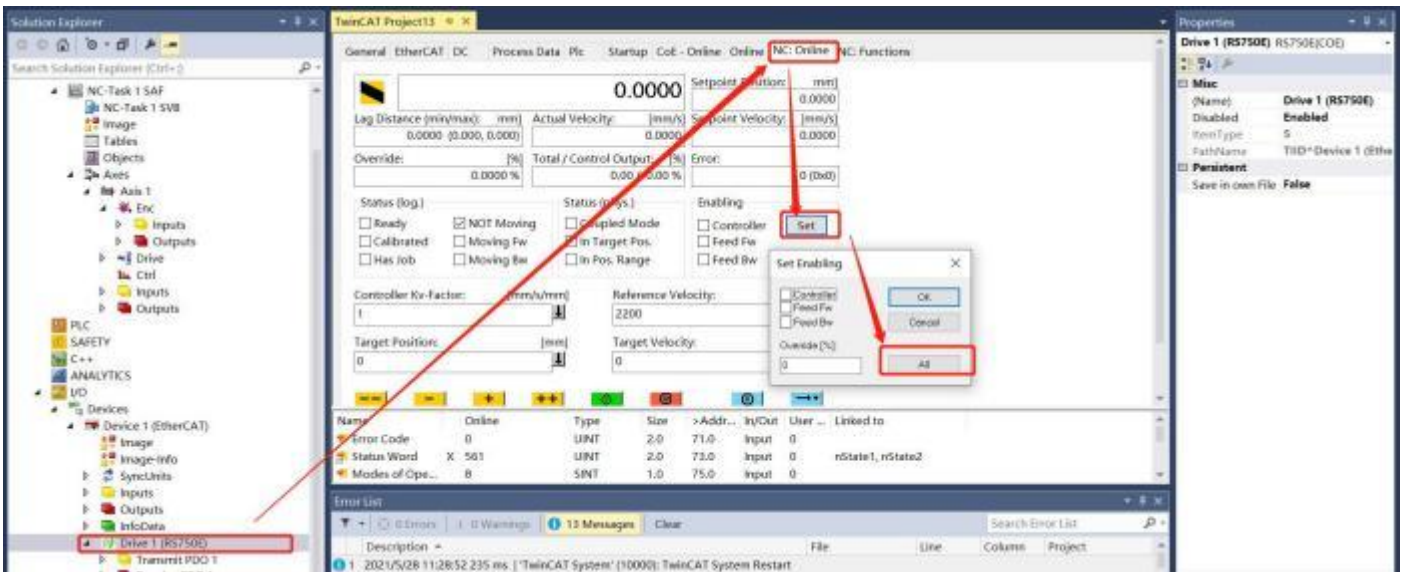 Solution Explorer
Search Solution Explorer (Ctrl+;)
NC-Task 1 SAF
NC-Task 1 SVB
Image
Tables
Objects
Axes
Axis 1
Enc
Inputs
Outputs
Drive
Ctrl
Inputs
Outputs
PLC
SAFETY
C++
ANALYTICS
I/O
Devices
Device 1 (EtherCAT)
Image
Image-Info
SyncUnits
Inputs
Outputs
InfoData
Drive 1 (RS750E)
Transmit PDO 1
TwinCAT Project13
General EtherCAT DC Process Data Plc Startup CoE - Online Online NC: Online NC: Functions
0.0000
Setpoint Position: mm]
0.0000
Lag Distance (min/max): mm] Actual Velocity: [mm/s] Setpoint Velocity: [mm/s]
0.0000 (0.000, 0.000) 0.0000 0.0000
Override: [%] Total / Control Output: [%] Error:
0.0000 % 0.00 / 0.00 % 0 (0x0)
Status (log.) Status (phys.) Enabling
Ready NOT Moving Coupled Mode Controller Set
Calibrated Moving Fw In Target Pos. Feed Fw
Has Job Moving Bw In Pos. Range Feed Bw
Controller Kv-Factor: [mm/s/mm] Reference Velocity:
1 2200
Target Position: [mm] Target Velocity:
0 0
Set Enabling
Controller OK
Feed Fw
Feed Bw Cancel
Override [%]
0 All
-- - + ++
Name Online Type Size >Addr... In/Out User ... Linked to
Error Code 0 UINT 2.0 71.0 Input 0
Status Word X 561 UINT 2.0 73.0 Input 0 nState1, nState2
Modes of Ope... 8 SINT 1.0 75.0 Input 0
Error List
0 Errors 0 Warnings 13 Messages Clear Search Error List
Description File Line Column Project
1 2021/5/28 11:28:52 235 ms | 'TwinCAT System' (10000): TwinCAT System Restart
Properties
Drive 1 (RS750E) RS750E(COE)
Misc
(Name) Drive 1 (RS750E)
Disabled Enabled
ItemType 5
PathName TIID^Device 1 (Ethe
Persistent
Save in own File False